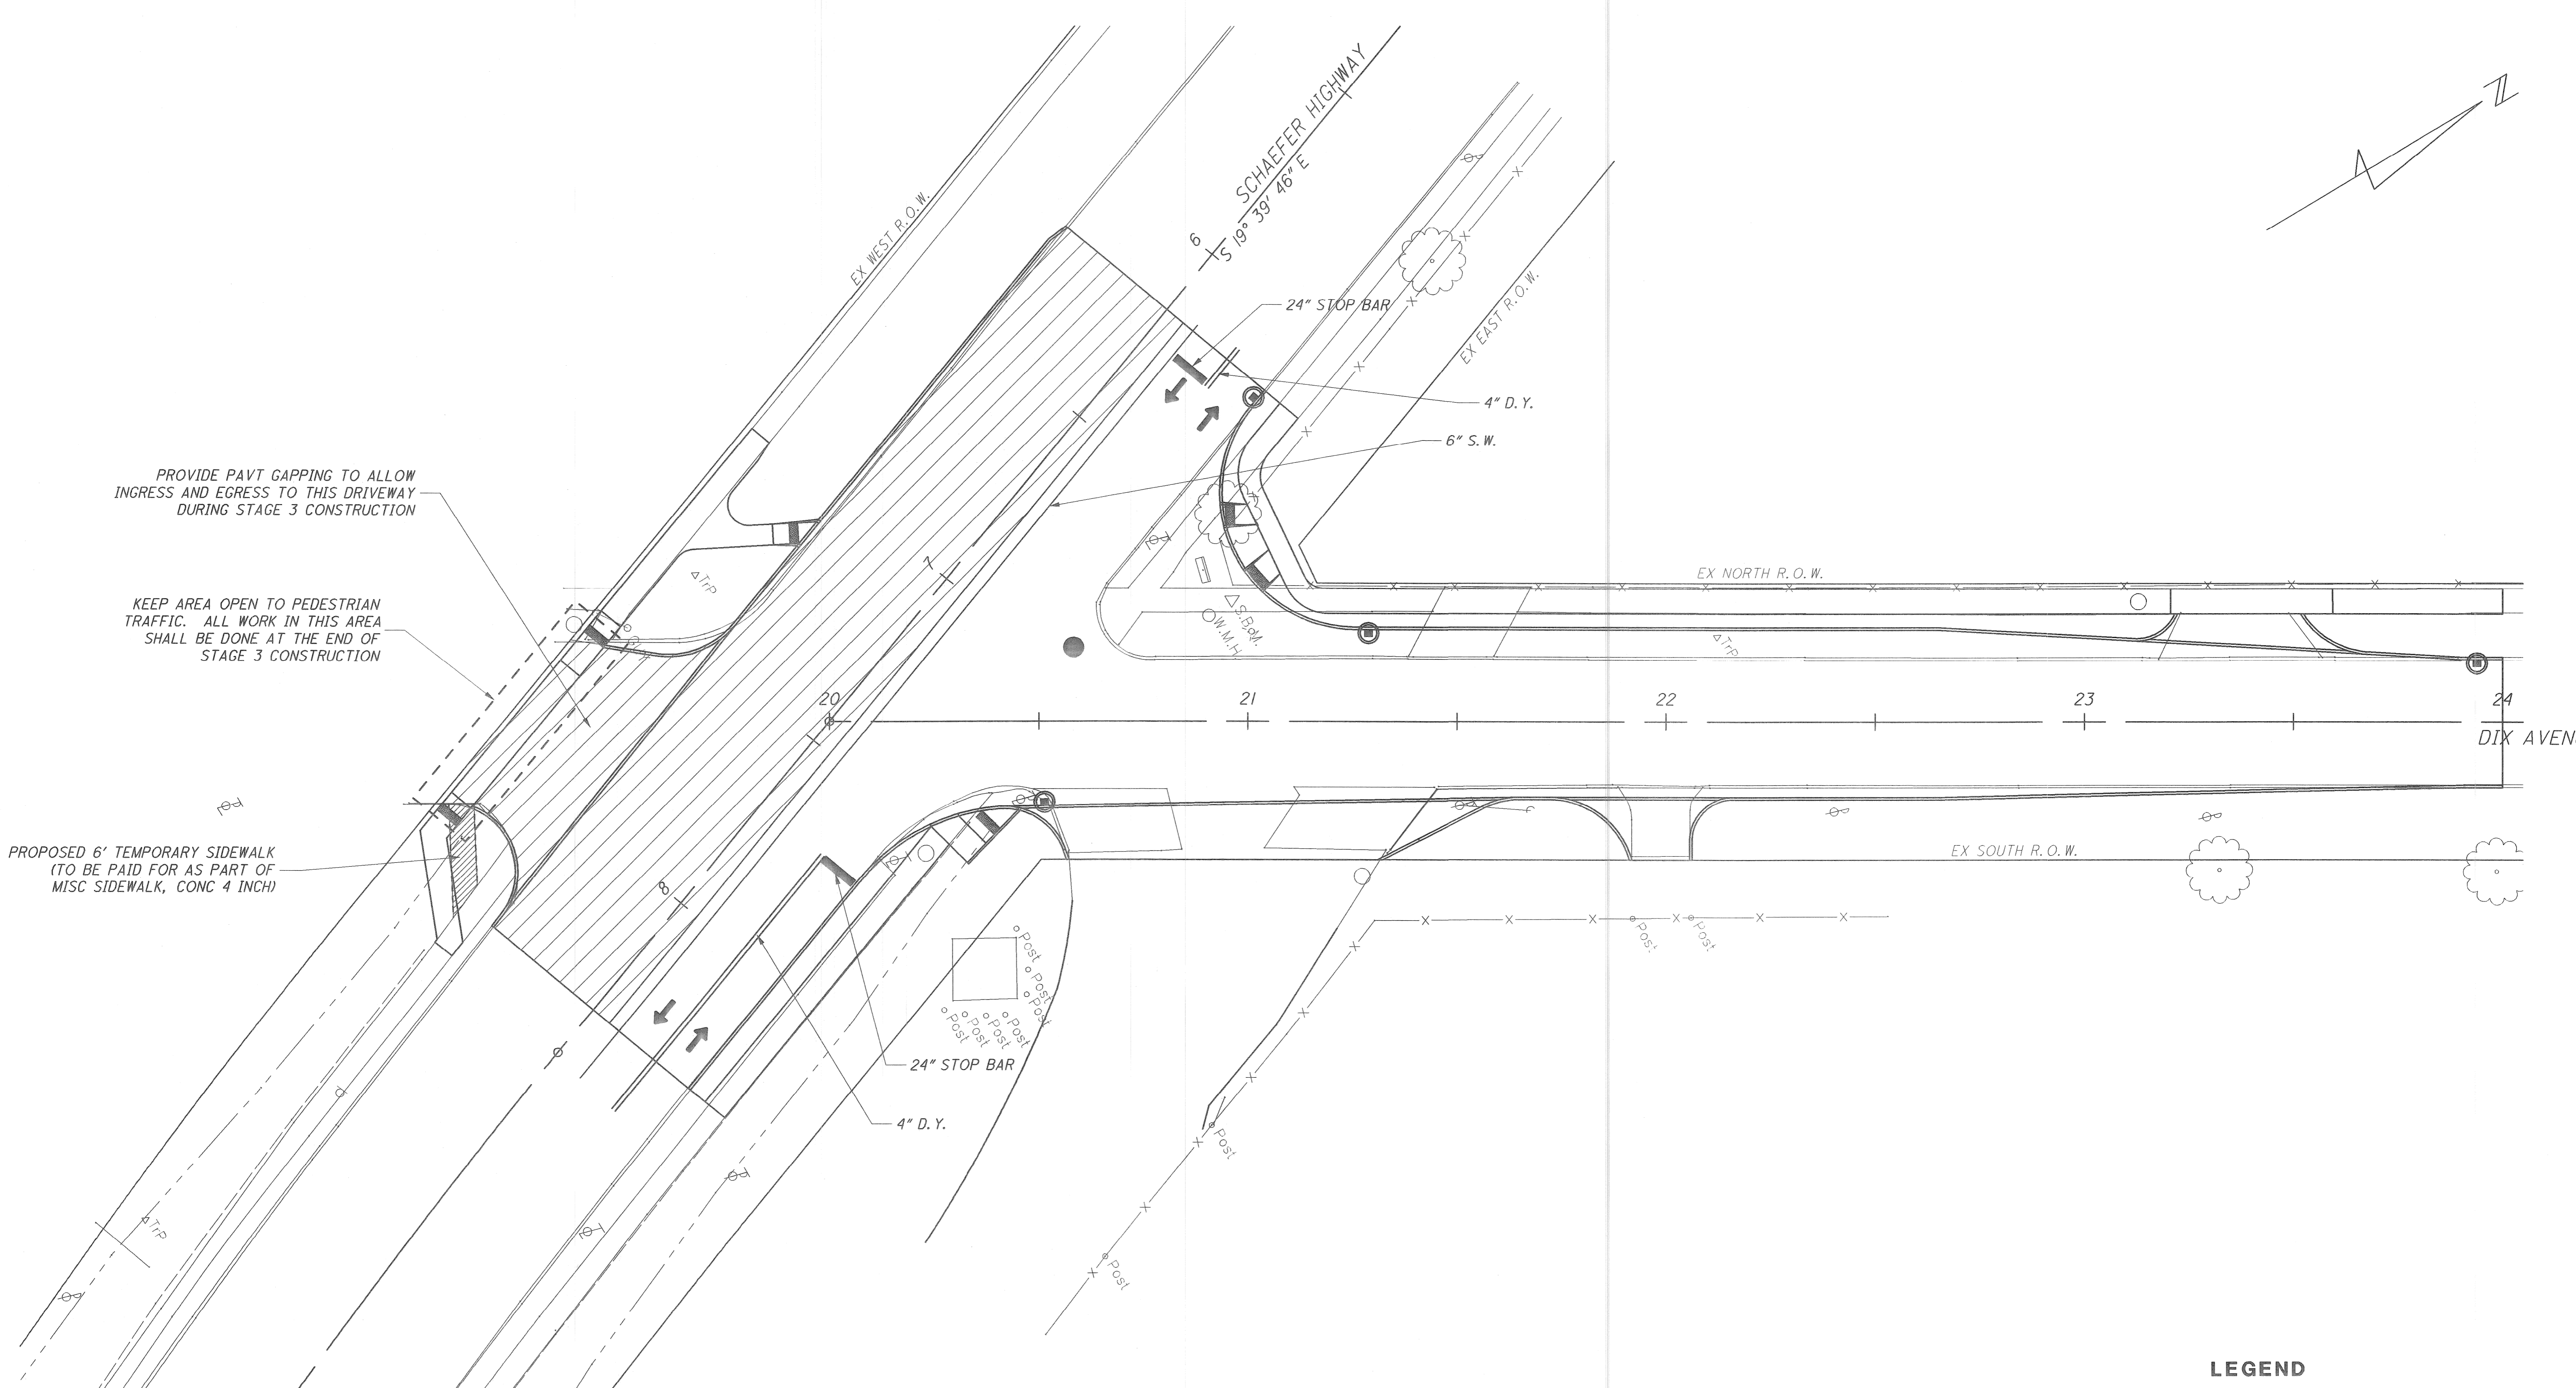 N
SCHAEFER HIGHWAY
S 19° 39' 46" E
EX WEST R.O.W.
6
24" STOP BAR
EX EAST R.O.W.
4" D.Y.
6" S.W.
PROVIDE PAVT GAPPING TO ALLOW
INGRESS AND EGRESS TO THIS DRIVEWAY
DURING STAGE 3 CONSTRUCTION
7
TrP
EX NORTH R.O.W.
KEEP AREA OPEN TO PEDESTRIAN
TRAFFIC. ALL WORK IN THIS AREA
SHALL BE DONE AT THE END OF
STAGE 3 CONSTRUCTION
W.M.H.
TrP
20
21
22
23
24
DIX AVEN
PROPOSED 6' TEMPORARY SIDEWALK
(TO BE PAID FOR AS PART OF
MISC SIDEWALK, CONC 4 INCH)
EX SOUTH R.O.W.
8
Post
Post
Post
Post
Post
Post
Post
Post
Post
24" STOP BAR
4" D.Y.
Post
TrP
Post
LEGEND